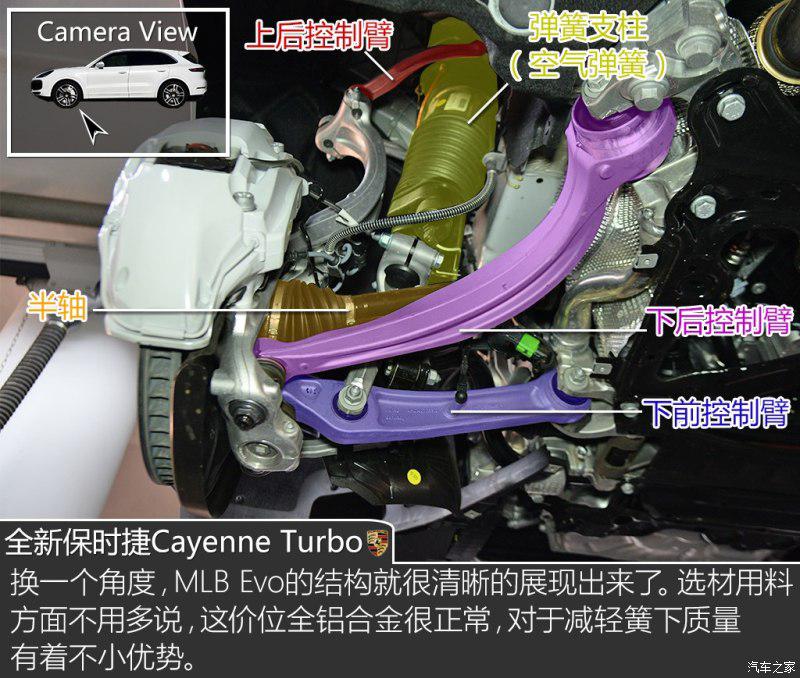 Camera View
上后控制臂
弹簧支柱
（空气弹簧）
半轴
下后控制臂
下前控制臂
全新保时捷Cayenne Turbo
换一个角度，MLB Evo的结构就很清晰的展现出来了。选材用料
方面不用多说，这价位全铝合金很正常，对于减轻簧下质量
有着不小优势。
汽车之家